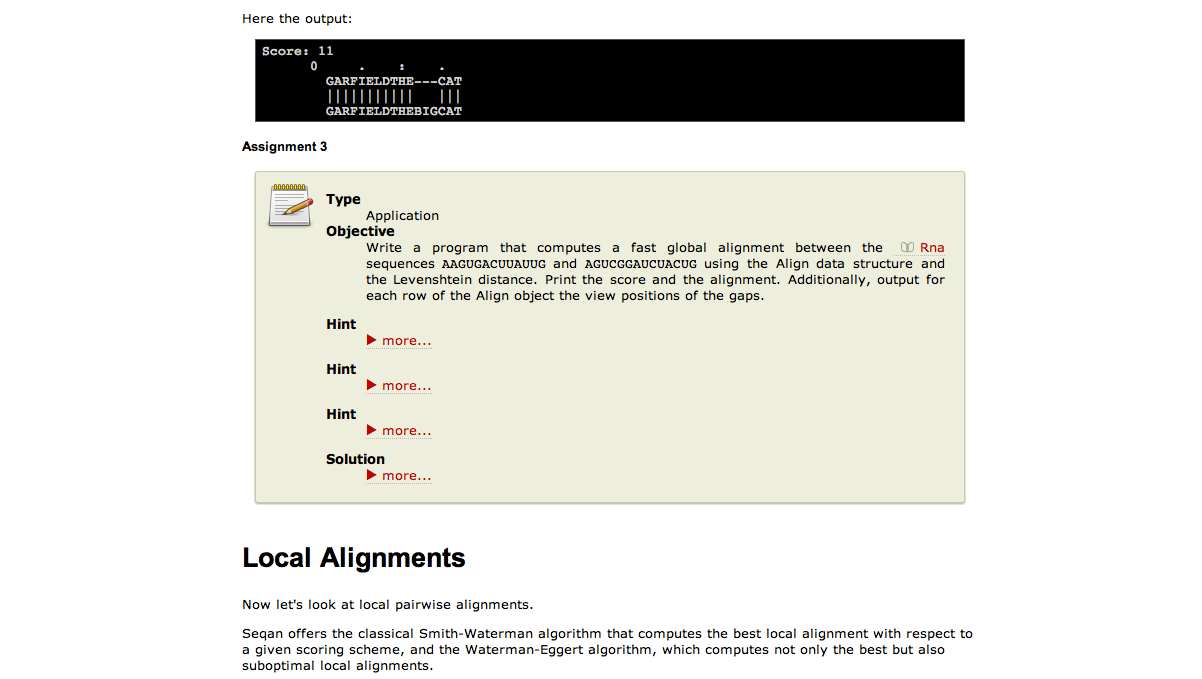 Here the output:
Score: 11
0 . : .
GARFIELDTHE---CAT
||||||||||| |||
GARFIELDTHEBIGCAT
Assignment 3
Type
Application
Objective
Write a program that computes a fast global alignment between the Rna
sequences AAGUGACUUAUUG and AGUCGGAUCUACUG using the Align data structure and
the Levenshtein distance. Print the score and the alignment. Additionally, output for
each row of the Align object the view positions of the gaps.
Hint
more...
Hint
more...
Hint
more...
Solution
more...
Local Alignments
Now let's look at local pairwise alignments.
Seqan offers the classical Smith-Waterman algorithm that computes the best local alignment with respect to
a given scoring scheme, and the Waterman-Eggert algorithm, which computes not only the best but also
suboptimal local alignments.